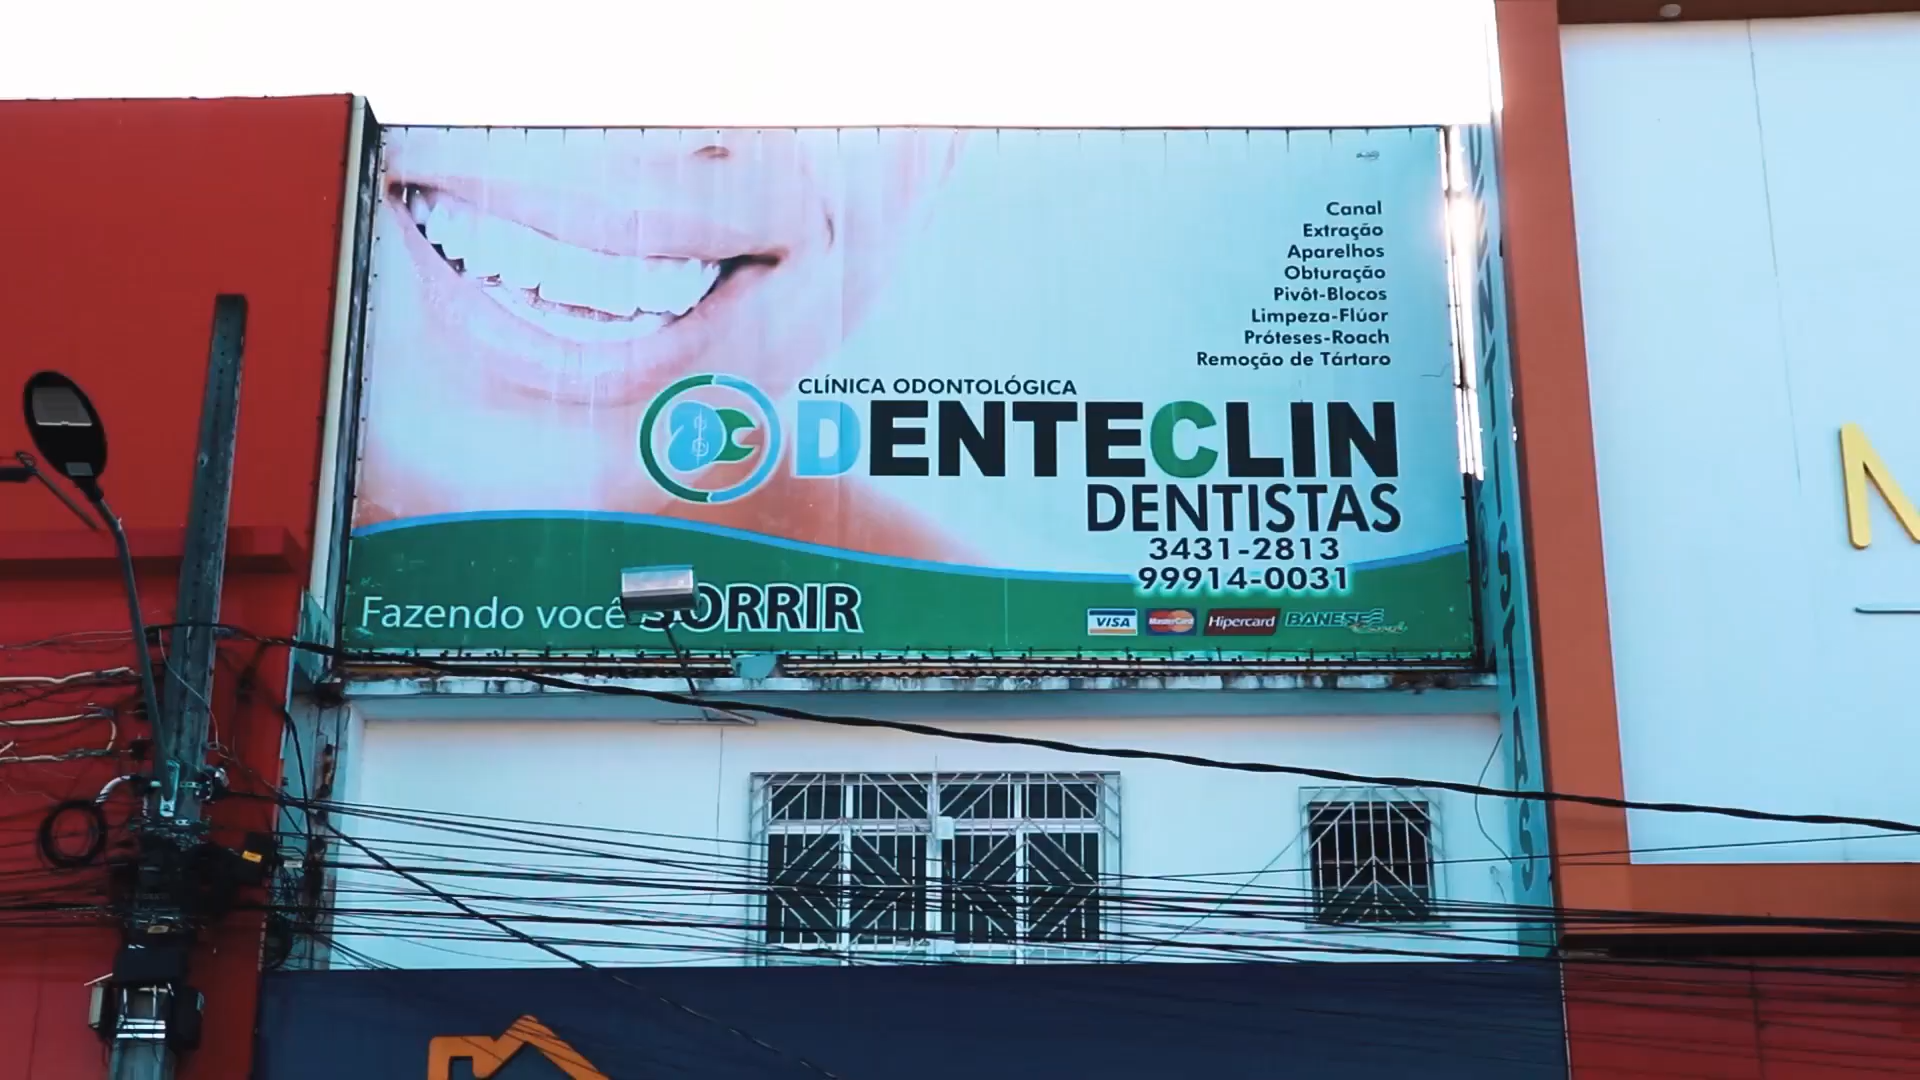 Canal
Extração
Aparelhos
Obturação
Pivôt-Blocos
Limpeza-Flúor
Próteses-Roach
Remoção de Tártaro
CLÍNICA ODONTOLÓGICA
DENTECLIN
DENTISTAS
3431-2813
99914-0031
Fazendo você SORRIR
VISA MasterCard Hipercard BANESE Card